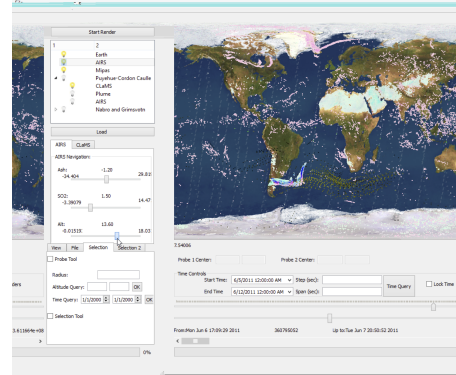 Start Render
1 2
Earth
AIRS
Mipas
Puyehue-Cordon Caulle
CLaMS
Plume
AIRS
Nabro and Grimsvotn
Load
AIRS CLaMS
AIRS Navigation:
Ash: -1.20
-34.404 29.81
SO2: 1.50
-3.39079 14.47
Alt: 13.60
-0.01519 18.03
View File Selection Selection 2
Probe Tool
Radius:
Altitude Query: OK
Time Query: 1/1/2000 1/1/2000 OK
Selection Tool
0%
7.54066
Probe 1 Center: Probe 2 Center:
Time Controls
Start Time: 6/5/2011 12:00:00 AM Step (sec):
End Time 6/12/2011 12:00:00 AM Span (sec):
Time Query Lock Time
ders
3.611664e+08
From:Mon Jun 6 17:09:29 2011 360795052 Up to:Tue Jun 7 20:50:52 2011